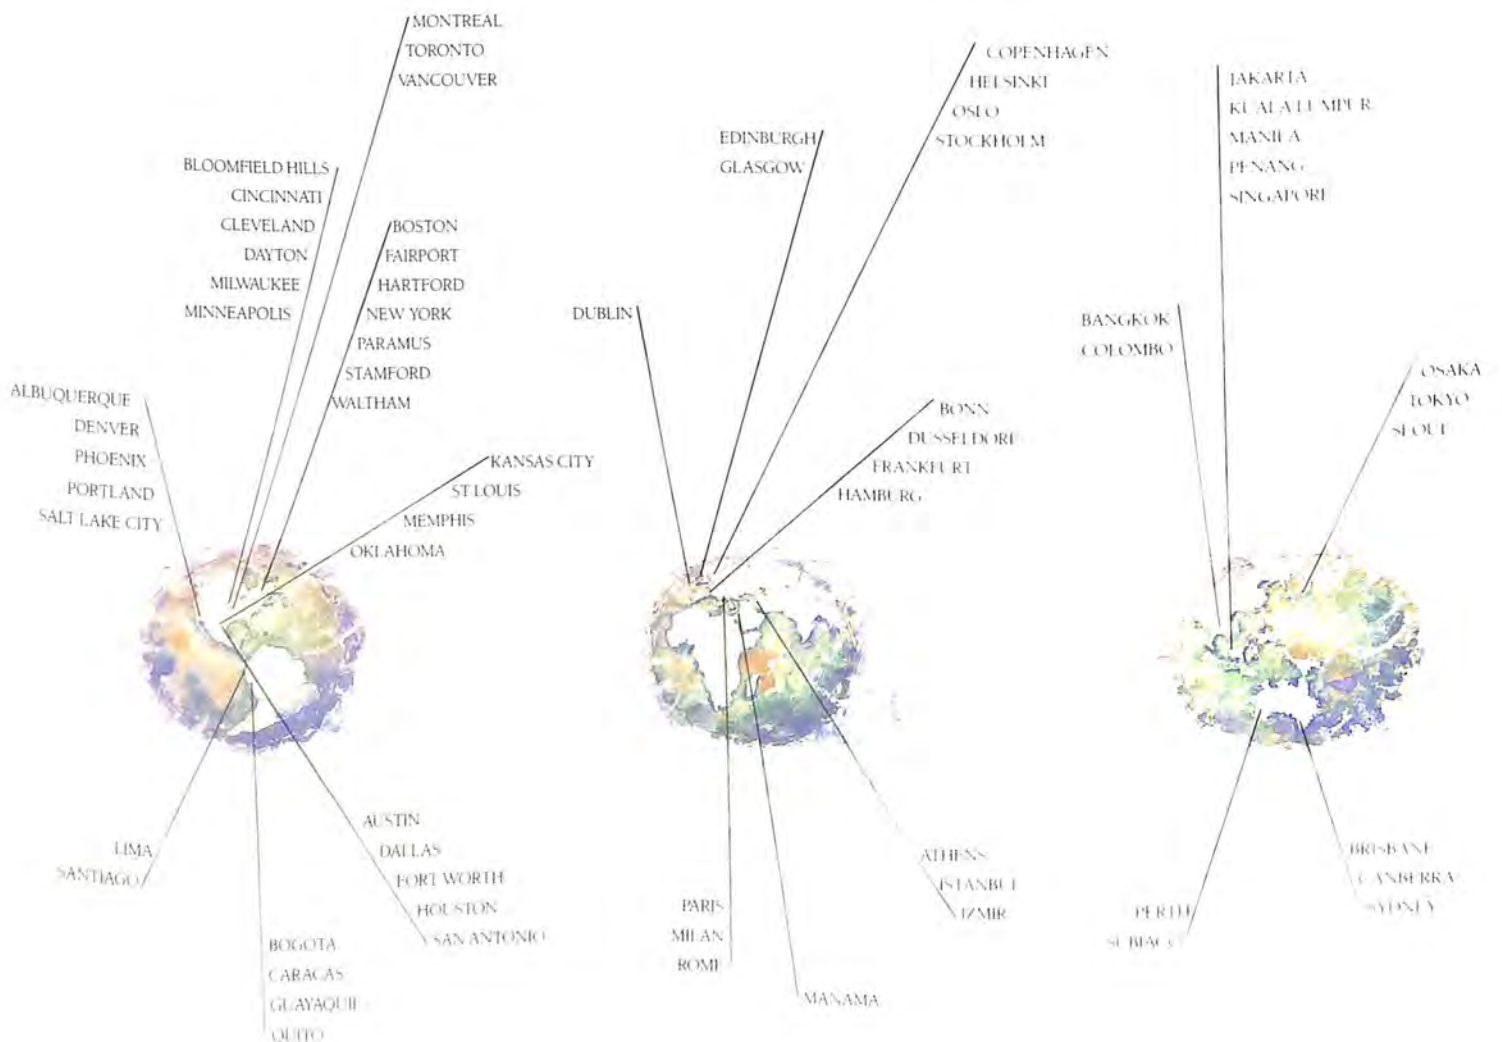 MONTREAL
TORONTO
VANCOUVER
BLOOMFIELD HILLS
CINCINNATI
CLEVELAND
DAYTON
MILWAUKEE
MINNEAPOLIS
BOSTON
FAIRPORT
HARTFORD
NEW YORK
PARAMUS
STAMFORD
WALTHAM
ALBUQUERQUE
DENVER
PHOENIX
PORTLAND
SALT LAKE CITY
KANSAS CITY
ST LOUIS
MEMPHIS
OKLAHOMA
LIMA
SANTIAGO
AUSTIN
DALLAS
FORT WORTH
HOUSTON
SAN ANTONIO
BOGOTA
CARACAS
GUAYAQUIL
QUITO
COPENHAGEN
HELSINKI
OSLO
STOCKHOLM
EDINBURGH
GLASGOW
DUBLIN
BONN
DUSSELDORF
FRANKFURT
HAMBURG
PARIS
MILAN
ROME
MANAMA
ATHENS
ISTANBUL
IZMIR
JAKARTA
KUALA LUMPUR
MANILA
PENANG
SINGAPORE
BANGKOK
COLOMBO
OSAKA
TOKYO
SEOUL
PERTH
SUBIACO
BRISBANE
CANBERRA
SYDNEY